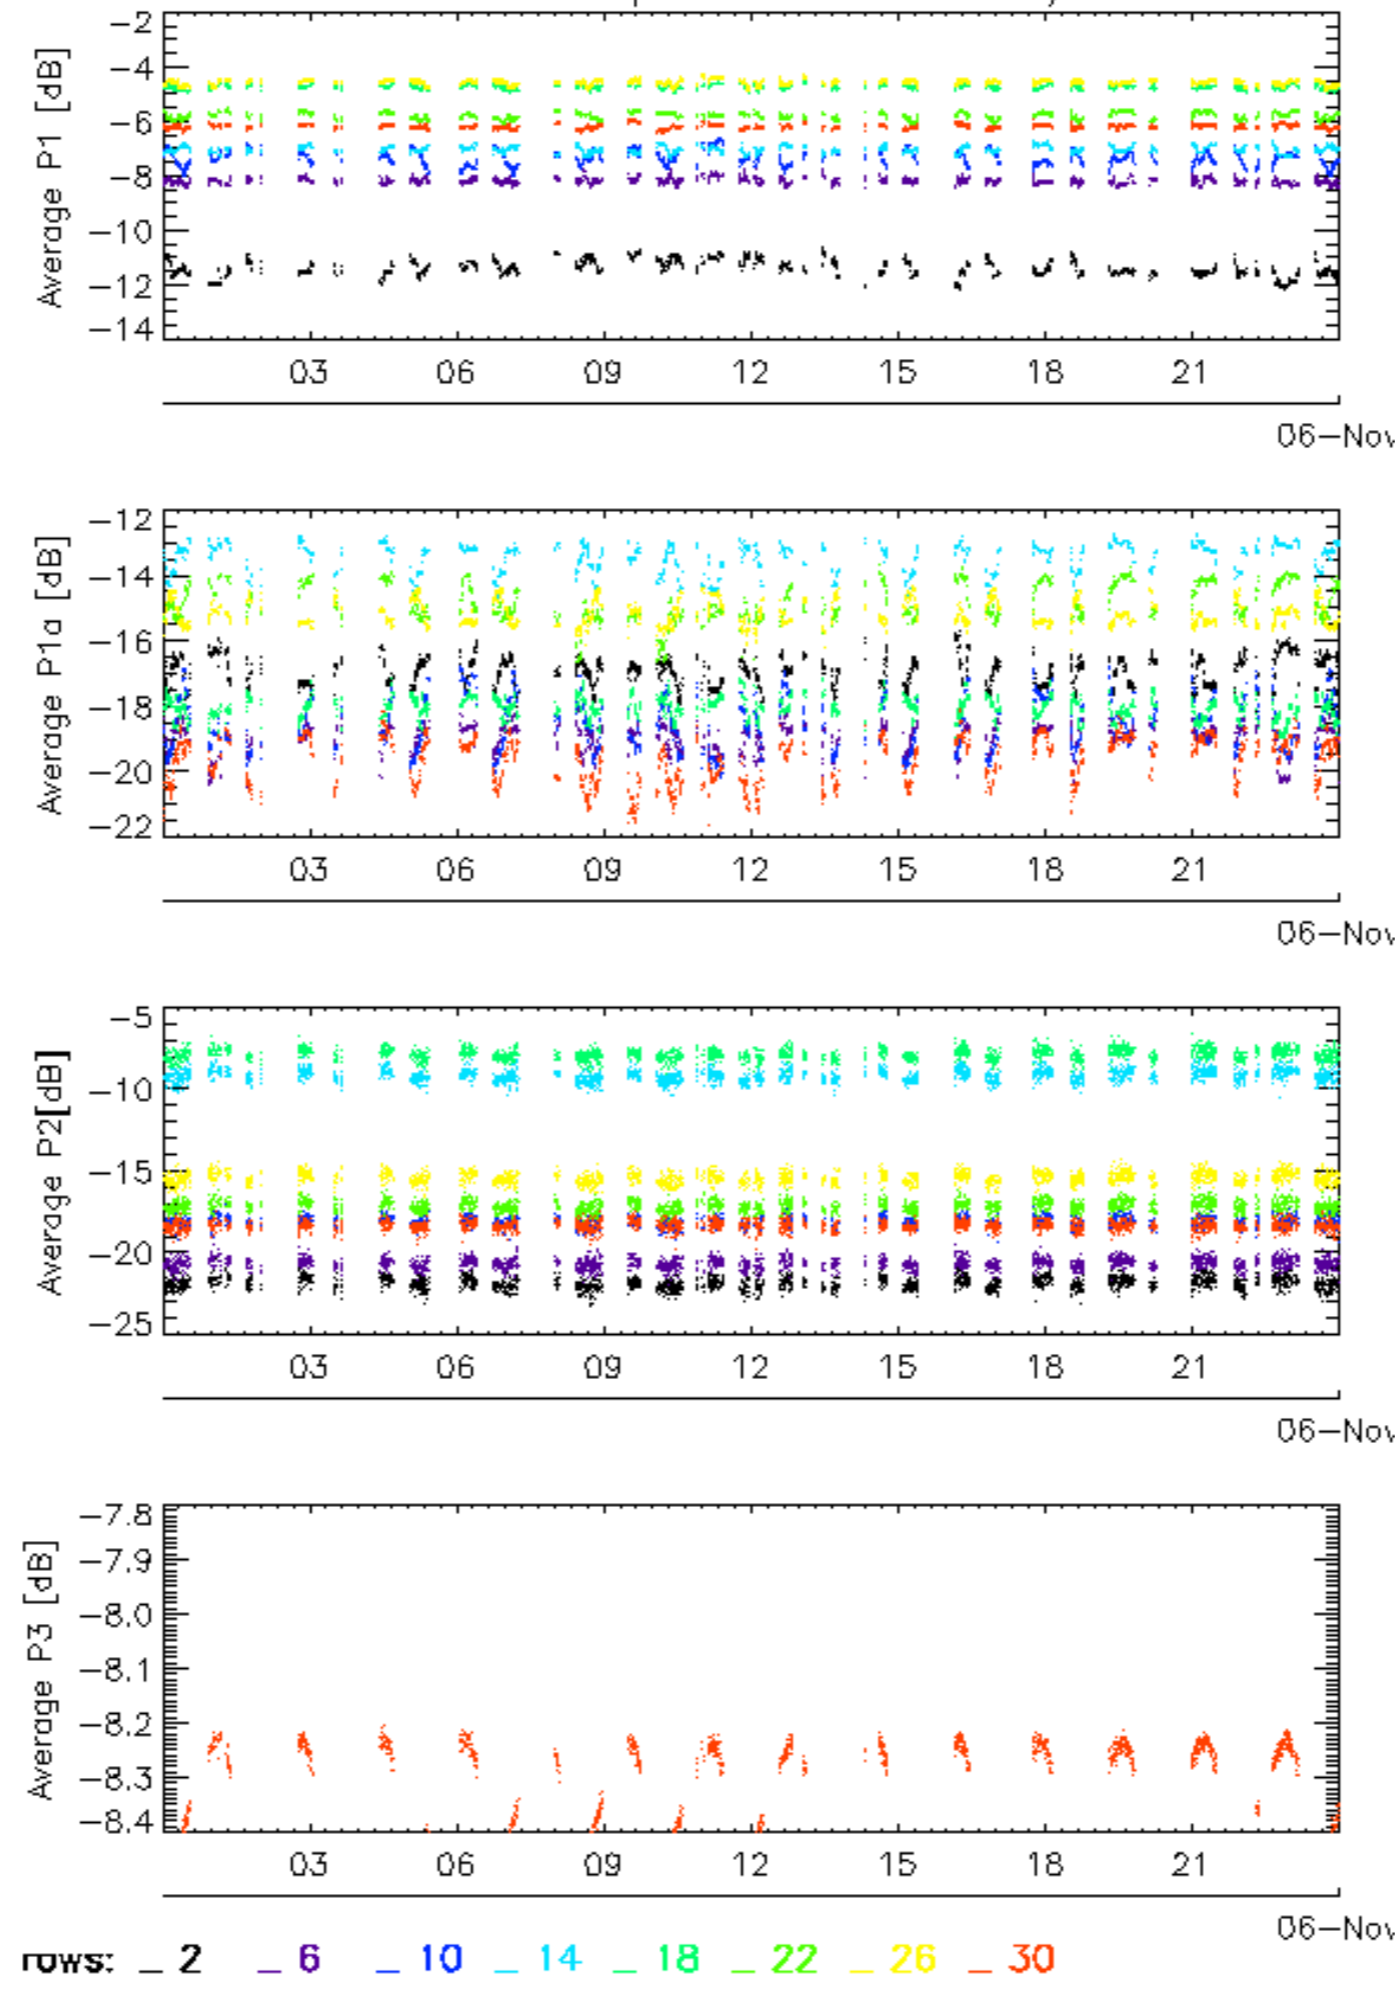 Average P1 [dB]
−2
−4
−6
−8
−10
−12
−14
03 06 09 12 15 18 21
06−Nov
Average P1a [dB]
−12
−14
−16
−18
−20
−22
03 06 09 12 15 18 21
06−Nov
Average P2[dB]
−5
−10
−15
−20
−25
03 06 09 12 15 18 21
06−Nov
Average P3 [dB]
−7.8
−7.9
−8.0
−8.1
−8.2
−8.3
−8.4
03 06 09 12 15 18 21
06−Nov
rows: _ 2 _ 6 _ 10 _ 14 _ 18 _ 22 _ 26 _ 30